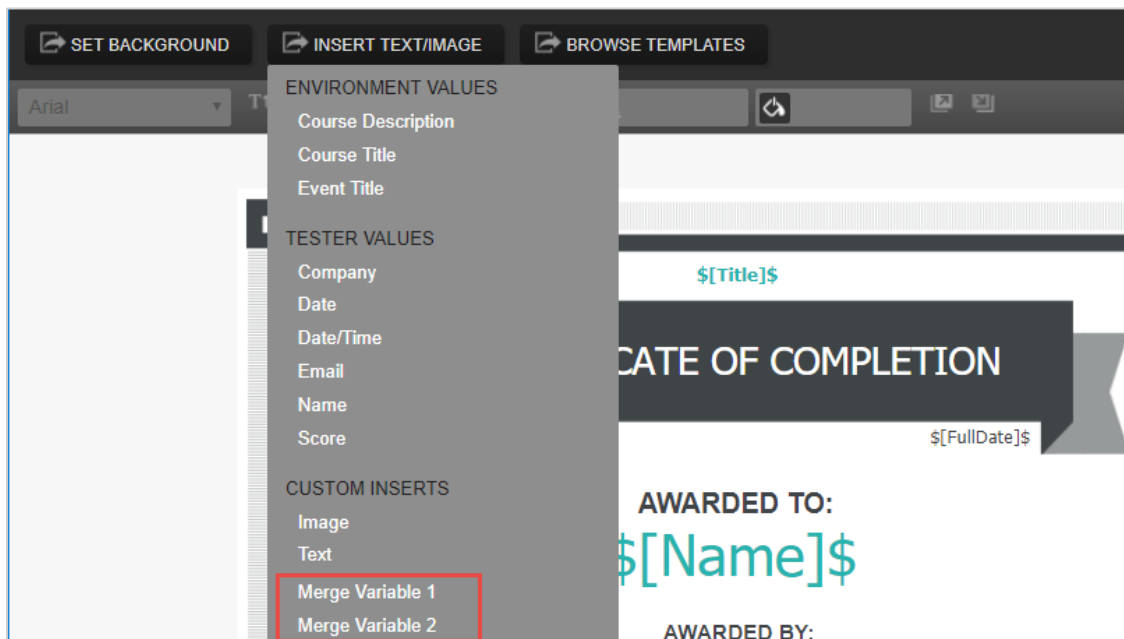 SET BACKGROUND INSERT TEXT/IMAGE BROWSE TEMPLATES
Arial
ENVIRONMENT VALUES
Course Description
Course Title
Event Title
TESTER VALUES
Company
Date
Date/Time
Email
Name
Score
CUSTOM INSERTS
Image
Text
Merge Variable 1
Merge Variable 2
$[Title]$
CATE OF COMPLETION
$[FullDate]$
AWARDED TO:
$[Name]$
AWARDED BY: